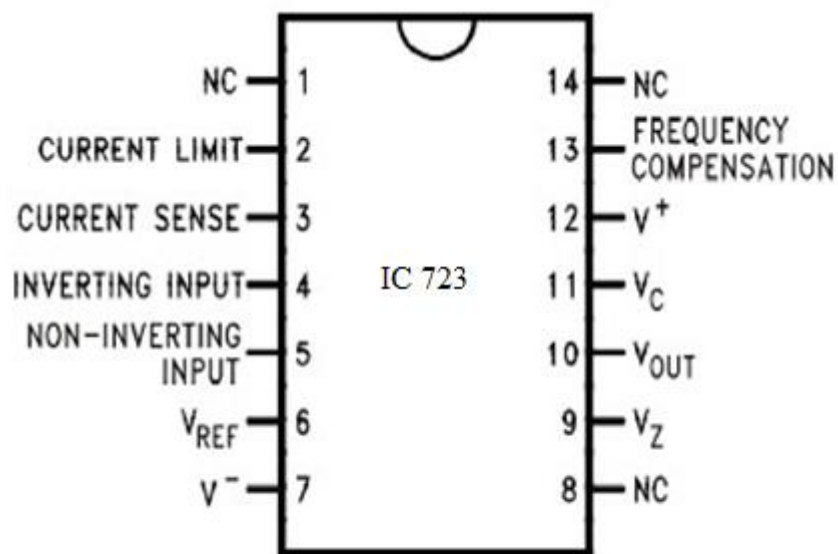 NC 1 14 NC
CURRENT LIMIT 2 13 FREQUENCY
COMPENSATION
CURRENT SENSE 3 12 V+
INVERTING INPUT 4 IC 723 11 VC
NON-INVERTING
INPUT 5 10 VOUT
VREF 6 9 VZ
V- 7 8 NC